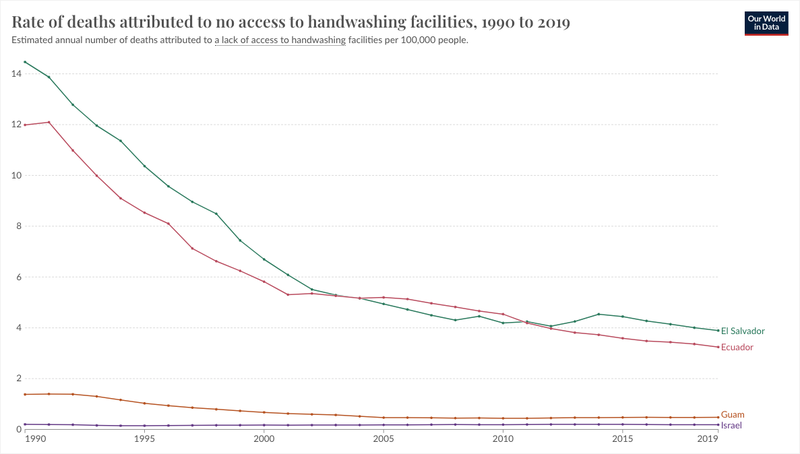 Rate of deaths attributed to no access to handwashing facilities, 1990 to 2019
Our World
in Data
Estimated annual number of deaths attributed to a lack of access to handwashing facilities per 100,000 people.
14
12
10
8
6
4
2
0
El Salvador
Ecuador
Guam
Israel
1990 1995 2000 2005 2010 2015 2019